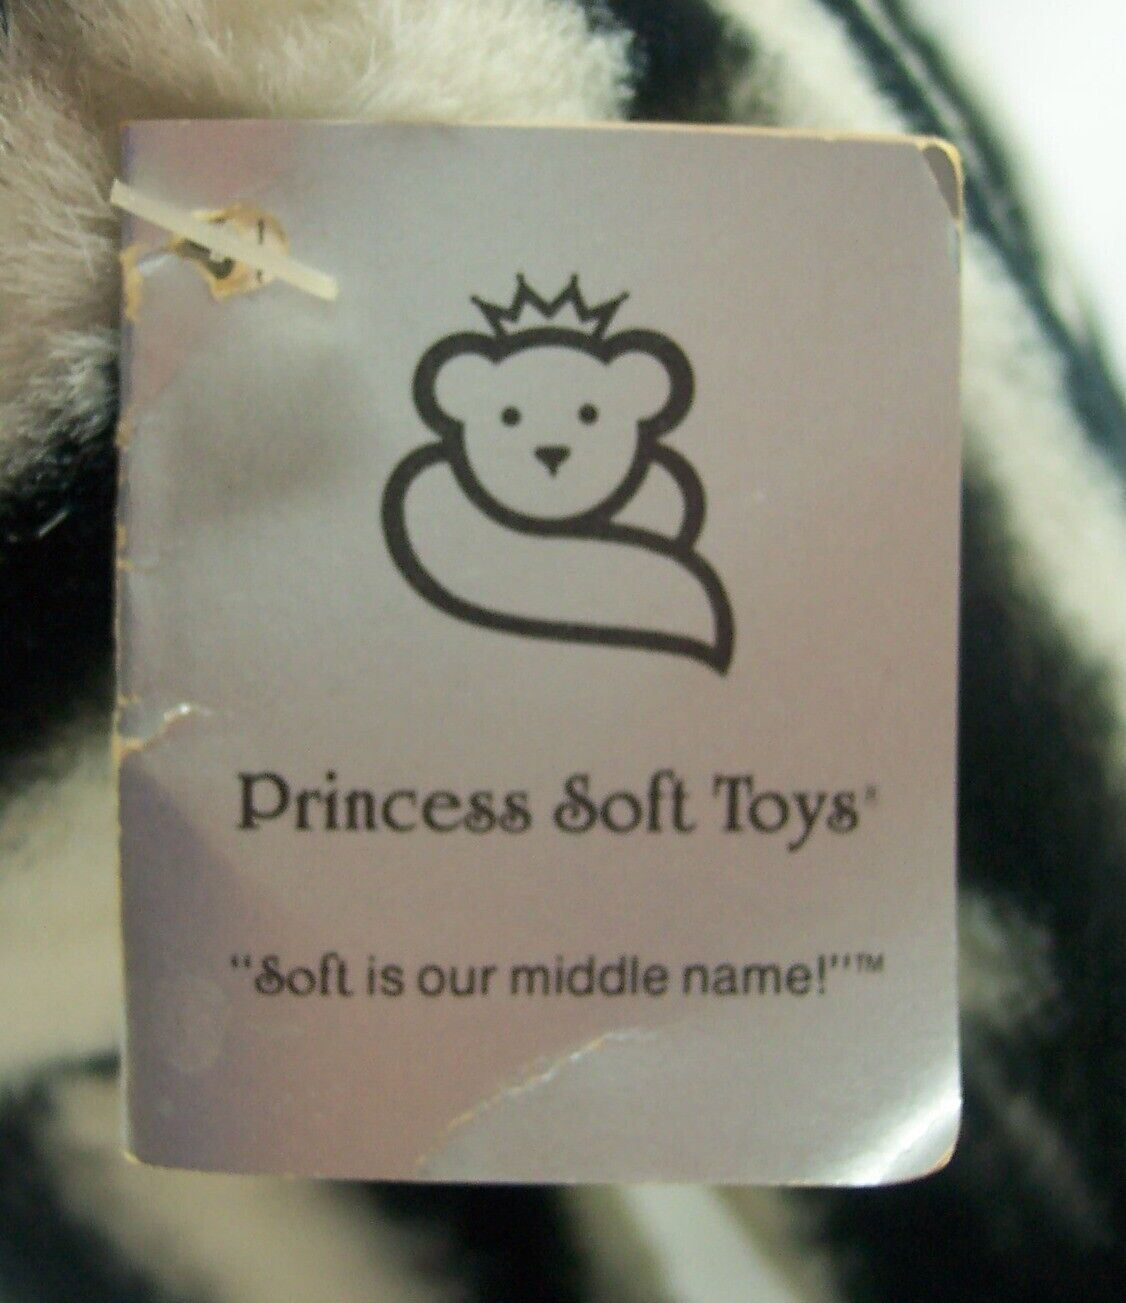 Princess Soft Toys®
"Soft is our middle name!"™